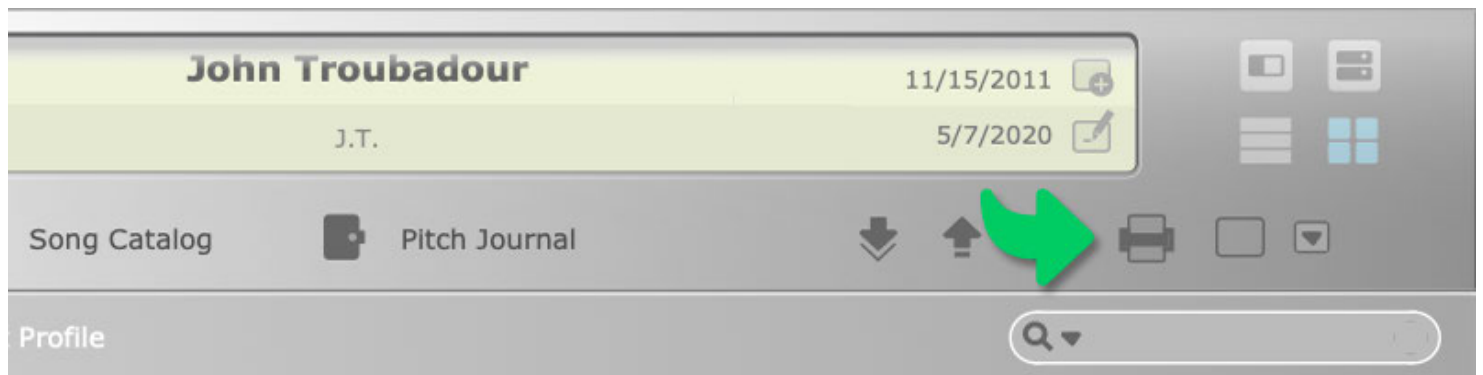 John Troubadour
11/15/2011
J.T.
5/7/2020
Song Catalog
Pitch Journal
Profile